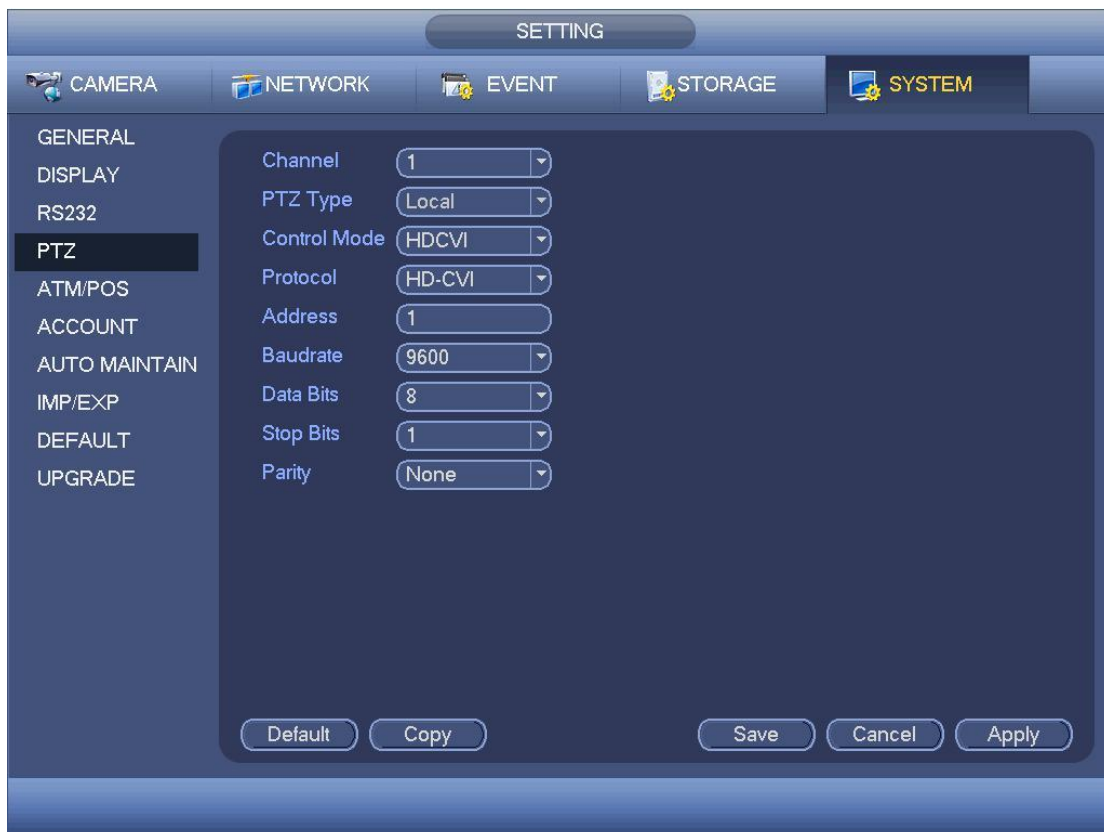 SETTING
CAMERA NETWORK EVENT STORAGE SYSTEM
GENERAL
DISPLAY
RS232
PTZ
ATM/POS
ACCOUNT
AUTO MAINTAIN
IMP/EXP
DEFAULT
UPGRADE
Channel 1
PTZ Type Local
Control Mode HDCVI
Protocol HD-CVI
Address 1
Baudrate 9600
Data Bits 8
Stop Bits 1
Parity None
Default Copy Save Cancel Apply